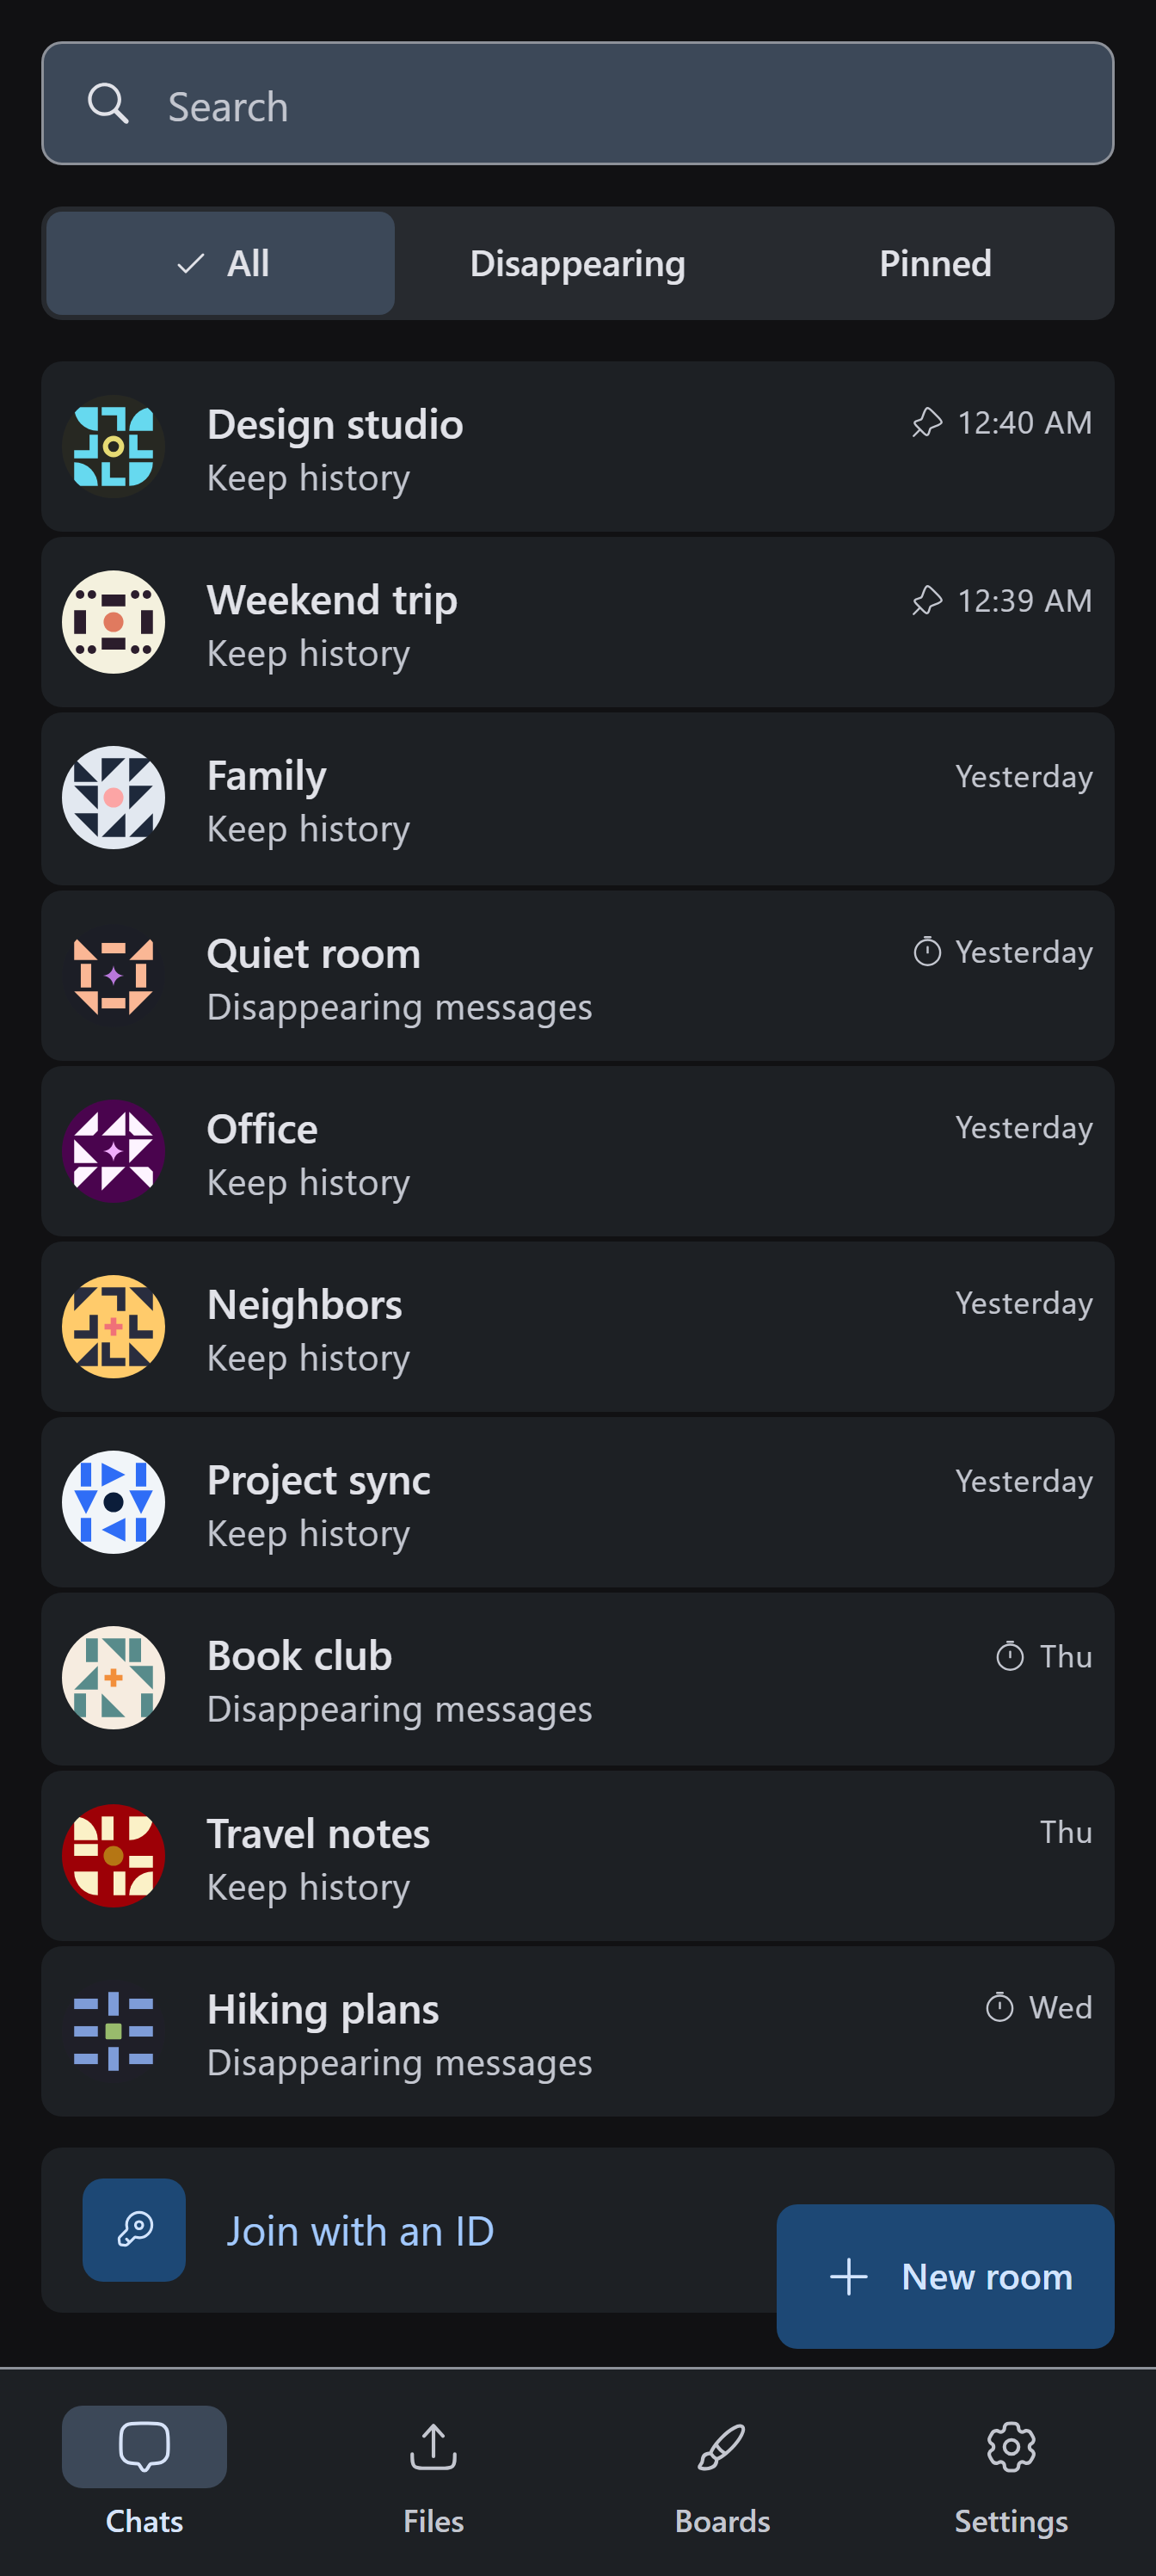 Search
All Disappearing Pinned
Design studio 12:40 AM
Keep history
Weekend trip 12:39 AM
Keep history
Family Yesterday
Keep history
Quiet room Yesterday
Disappearing messages
Office Yesterday
Keep history
Neighbors Yesterday
Keep history
Project sync Yesterday
Keep history
Book club Thu
Disappearing messages
Travel notes Thu
Keep history
Hiking plans Wed
Disappearing messages
Join with an ID
New room
Chats Files Boards Settings